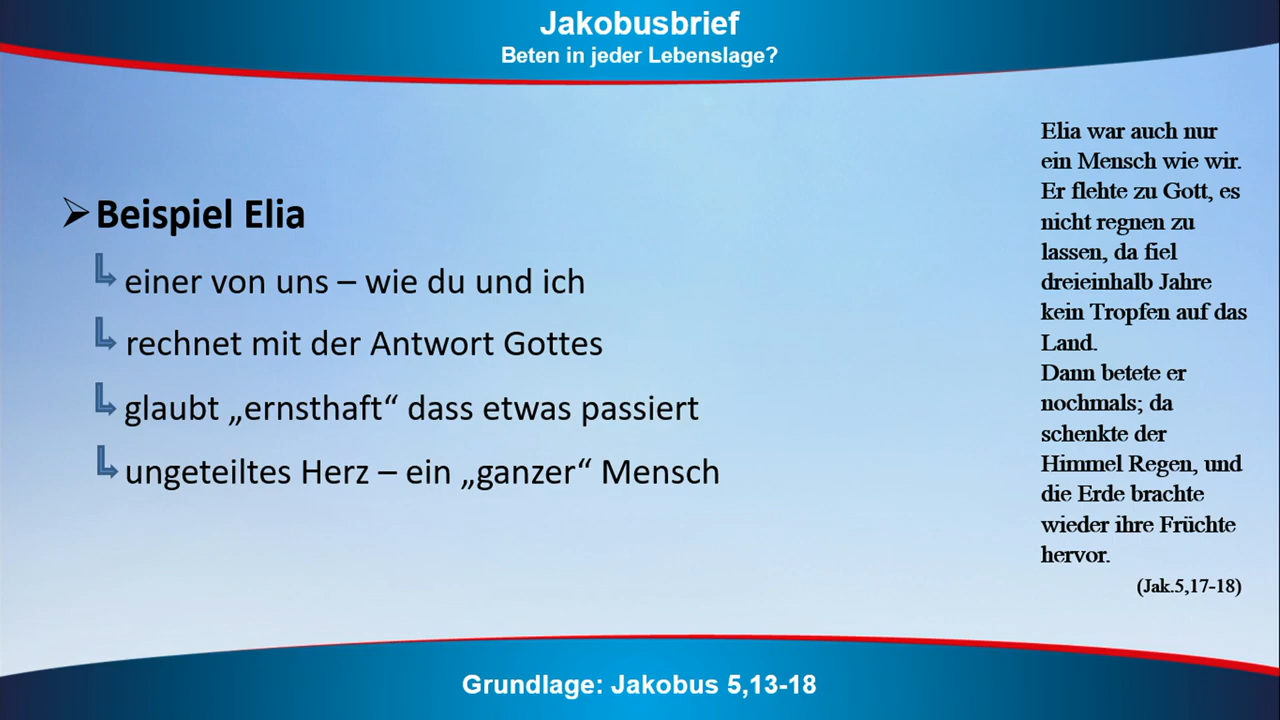 Jakobusbrief
Beten in jeder Lebenslage?
Beispiel Elia
einer von uns – wie du und ich
rechnet mit der Antwort Gottes
glaubt „ernsthaft“ dass etwas passiert
ungeteiltes Herz – ein „ganzer“ Mensch
Elia war auch nur
ein Mensch wie wir.
Er flehte zu Gott, es
nicht regnen zu
lassen, da fiel
dreieinhalb Jahre
kein Tropfen auf das
Land.
Dann betete er
nochmals; da
schenkte der
Himmel Regen, und
die Erde brachte
wieder ihre Früchte
hervor.
(Jak.5,17-18)
Grundlage: Jakobus 5,13-18